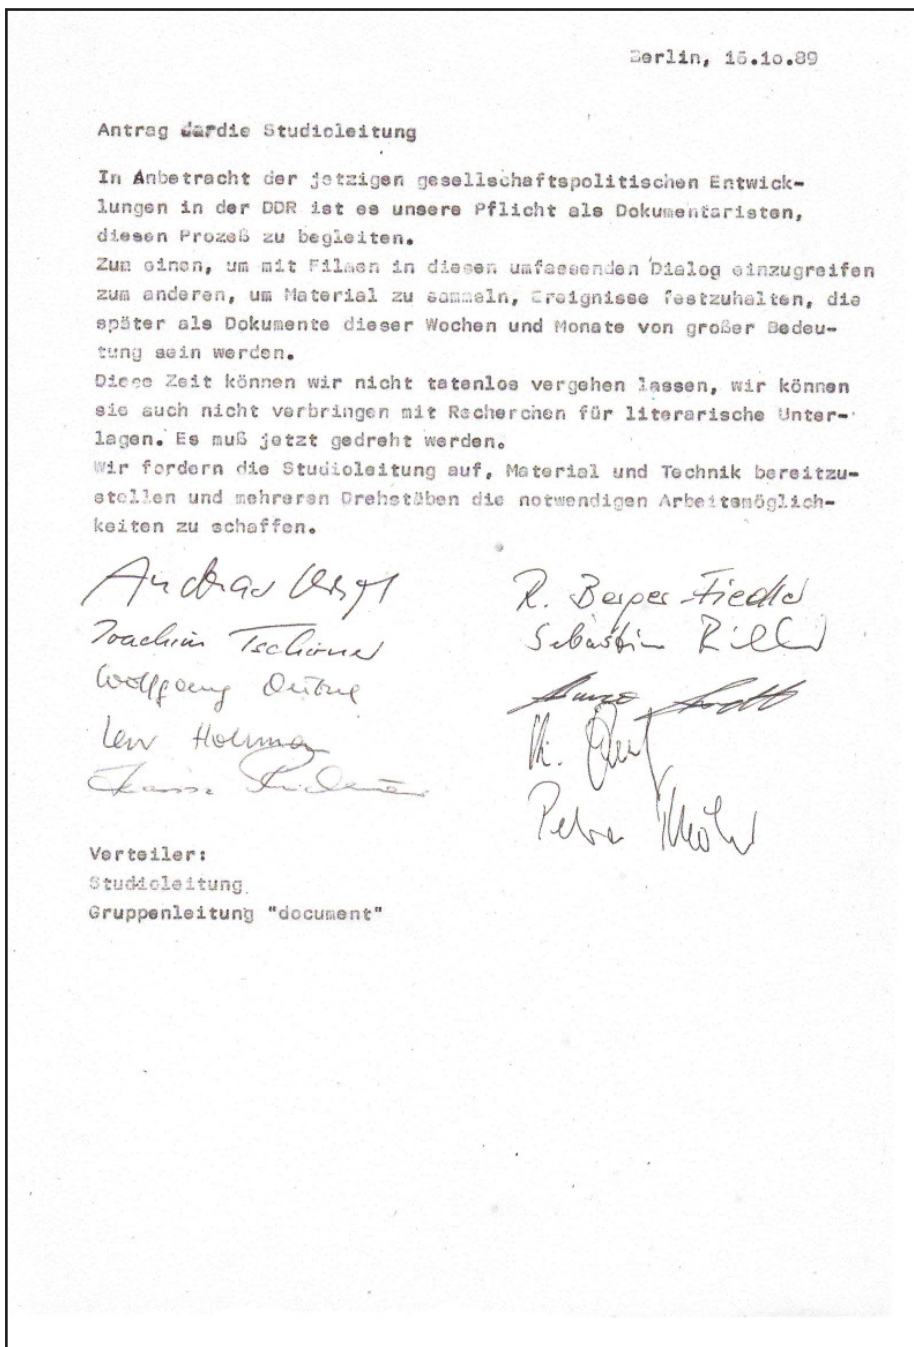 Berlin, 16.10.89
Antrag die Studioleitung
In Anbetracht der jetzigen gesellschaftspolitischen Entwick-
lungen in der DDR ist es unsere Pflicht als Dokumentaristen,
diesen Prozeß zu begleiten.
Zum einen, um mit Filmen in diesen umfassenden Dialog einzugreifen
zum anderen, um Material zu sammeln, Ereignisse festzuhalten, die
später als Dokumente dieser Wochen und Monate von großer Bedeu-
tung sein werden.
Diese Zeit können wir nicht tatenlos vergehen lassen, wir können
sie auch nicht verbringen mit Recherchen für literarische Unter-
lagen. Es muß jetzt gedreht werden.
Wir fordern die Studioleitung auf, Material und Technik bereitzu-
stellen und mehreren Drehstäben die notwendigen Arbeitsmöglich-
keiten zu schaffen.
Andreas
R. Berger-Fiedler
Joachim Tschirner
Sebastian
Wolfgang
Lew Hohmann
Petra
Verteiler:
Studioleitung
Gruppenleitung "document"